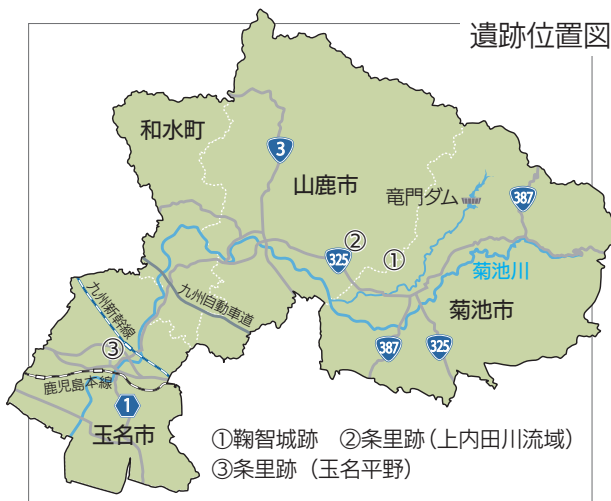 遺跡位置図
和水町
3
山鹿市
竜門ダム
387
②
325
①
菊池川
九州自動車道
菊池市
九州新幹線
③
387
325
鹿児島本線
1
玉名市
①鞠智城跡 ②条里跡(上内田川流域)
③条里跡(玉名平野)